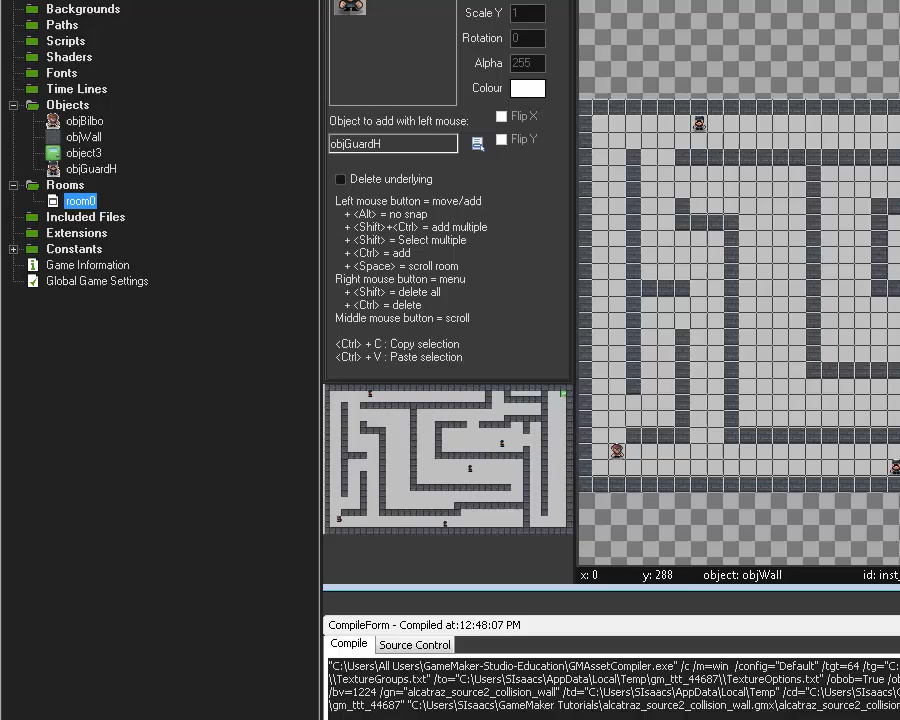 Backgrounds
Paths
Scripts
Shaders
Fonts
Time Lines
Objects
objBilbo
objWall
object3
objGuardH
Rooms
room0
Included Files
Extensions
Constants
Game Information
Global Game Settings
Scale Y 1
Rotation 0
Alpha 255
Colour
Object to add with left mouse:
Flip X
objGuardH
Flip Y
Delete underlying
Left mouse button = move/add
+ <Alt> = no snap
+ <Shift>+<Ctrl> = add multiple
+ <Shift> = Select multiple
+ <Ctrl> = add
+ <Space> = scroll room
Right mouse button = menu
+ <Shift> = delete all
+ <Ctrl> = delete
Middle mouse button = scroll
<Ctrl> + C : Copy selection
<Ctrl> + V : Paste selection
x: 0 y: 288 object: objWall id: inst_
CompileForm - Compiled at:12:48:07 PM
Compile Source Control
"C:\Users\All Users\GameMaker-Studio-Education\GMAssetCompiler.exe" /c /m=win /config="Default" /tgt=64 /tg="C:
\\TextureGroups.txt" /to="C:\Users\SIsaacs\AppData\Local\Temp\gm_ttt_44687\\TextureOptions.txt" /obob=True /ob
/bv=1224 /gn="alcatraz_source2_collision_wall" /td="C:\Users\SIsaacs\AppData\Local\Temp" /cd="C:\Users\SIsaacs
gm_ttt_44687" "C:\Users\SIsaacs\GameMaker Tutorials\alcatraz_source2_collision_wall.gmx\alcatraz_source2_collision